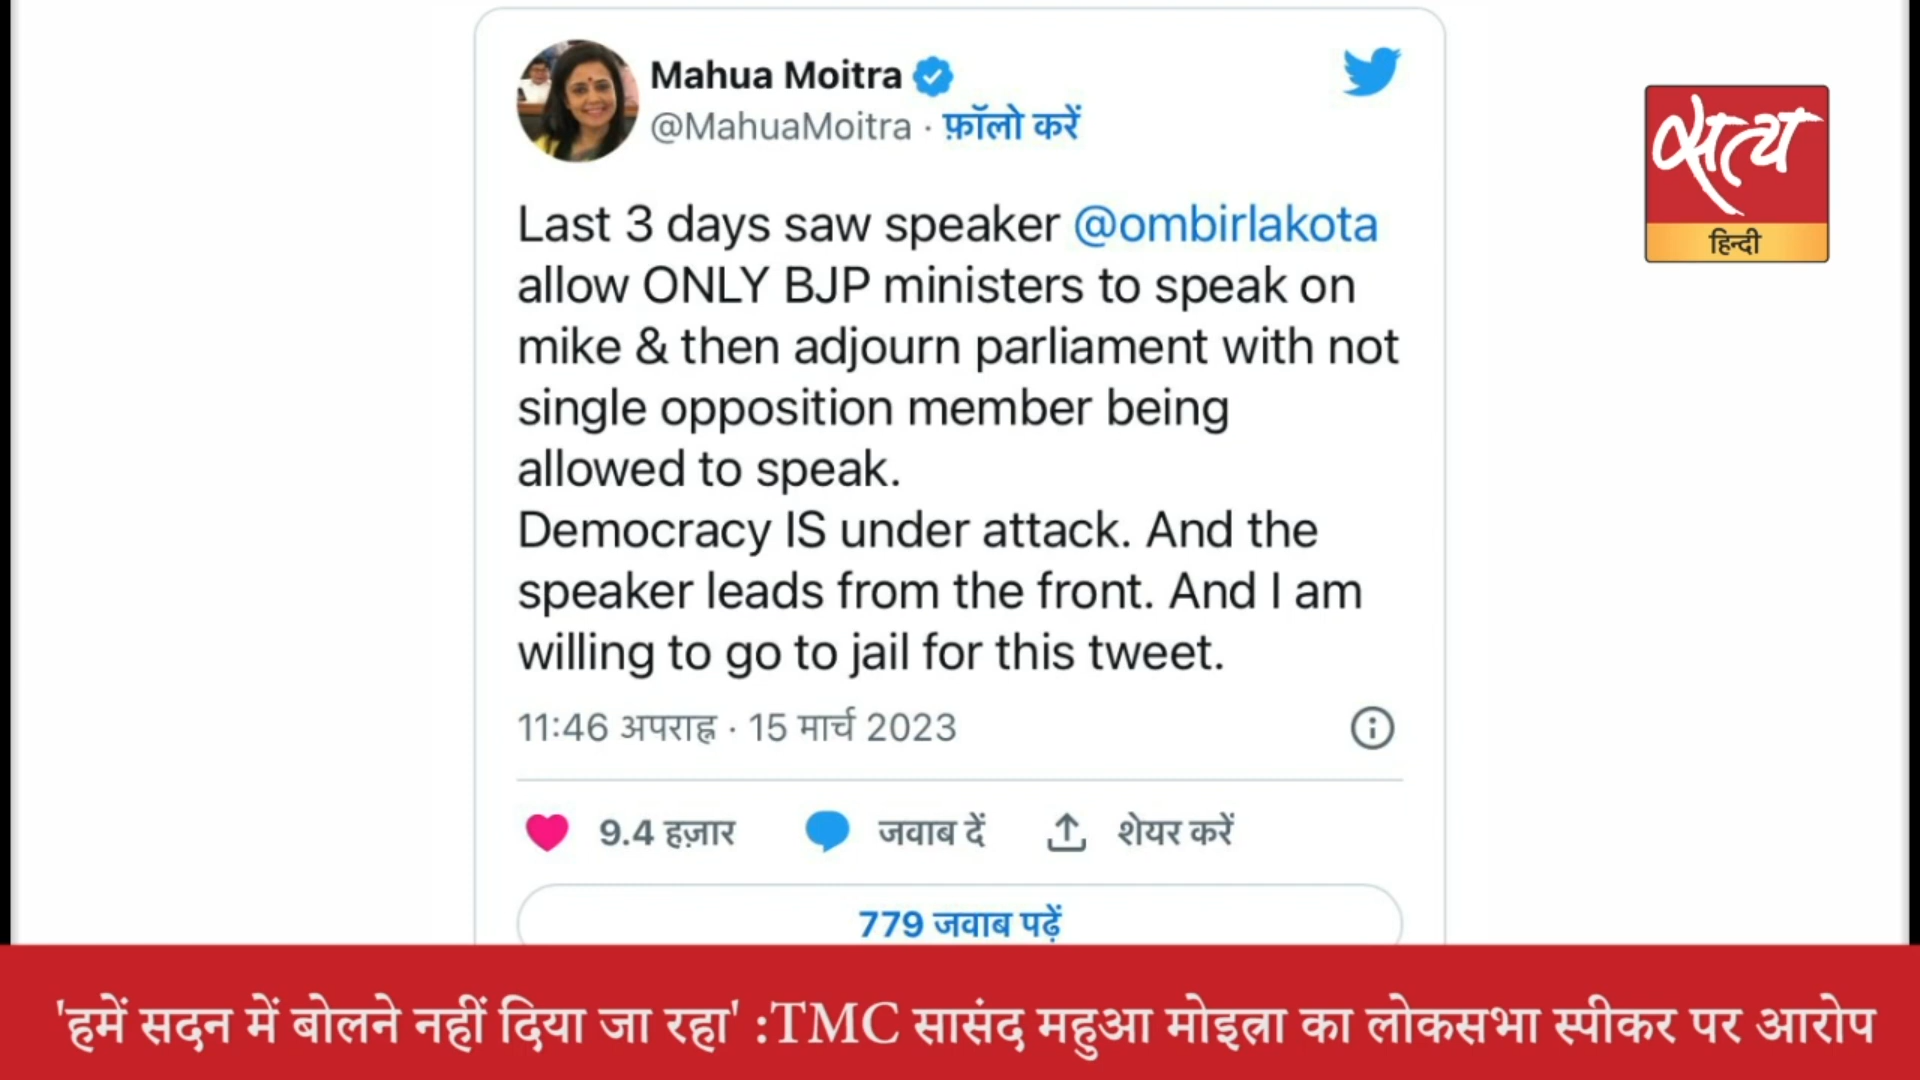 Mahua Moitra
@MahuaMoitra · फ़ॉलो करें
सत्य
हिन्दी
Last 3 days saw speaker @ombirlakota
allow ONLY BJP ministers to speak on
mike & then adjourn parliament with not
single opposition member being
allowed to speak.
Democracy IS under attack. And the
speaker leads from the front. And I am
willing to go to jail for this tweet.
11:46 अपराह्न · 15 मार्च 2023
9.4 हज़ार जवाब दें शेयर करें
779 जवाब पढ़ें
'हमें सदन में बोलने नहीं दिया जा रहा' :TMC सासंद महुआ मोइत्रा का लोकसभा स्पीकर पर आरोप